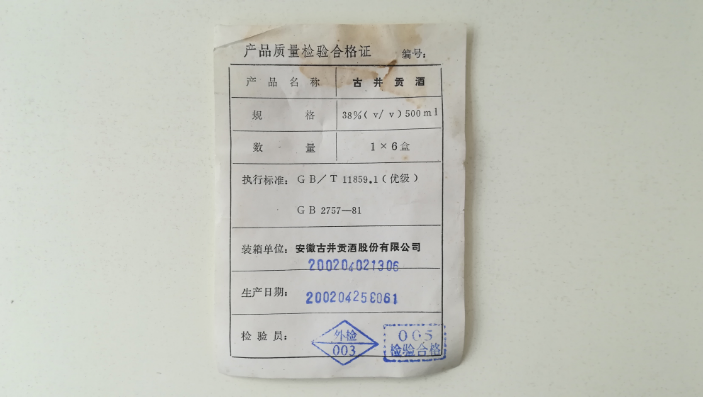 产品质量检验合格证 编号:
产品名称 古井贡酒
规格 38%(v/v)500ml
数量 1×6盒
执行标准: GB/T 11859.1(优级)
GB 2757—81
装箱单位: 安徽古井贡酒股份有限公司
200204021306
生产日期:
检验员: 外检 003
005
检验合格